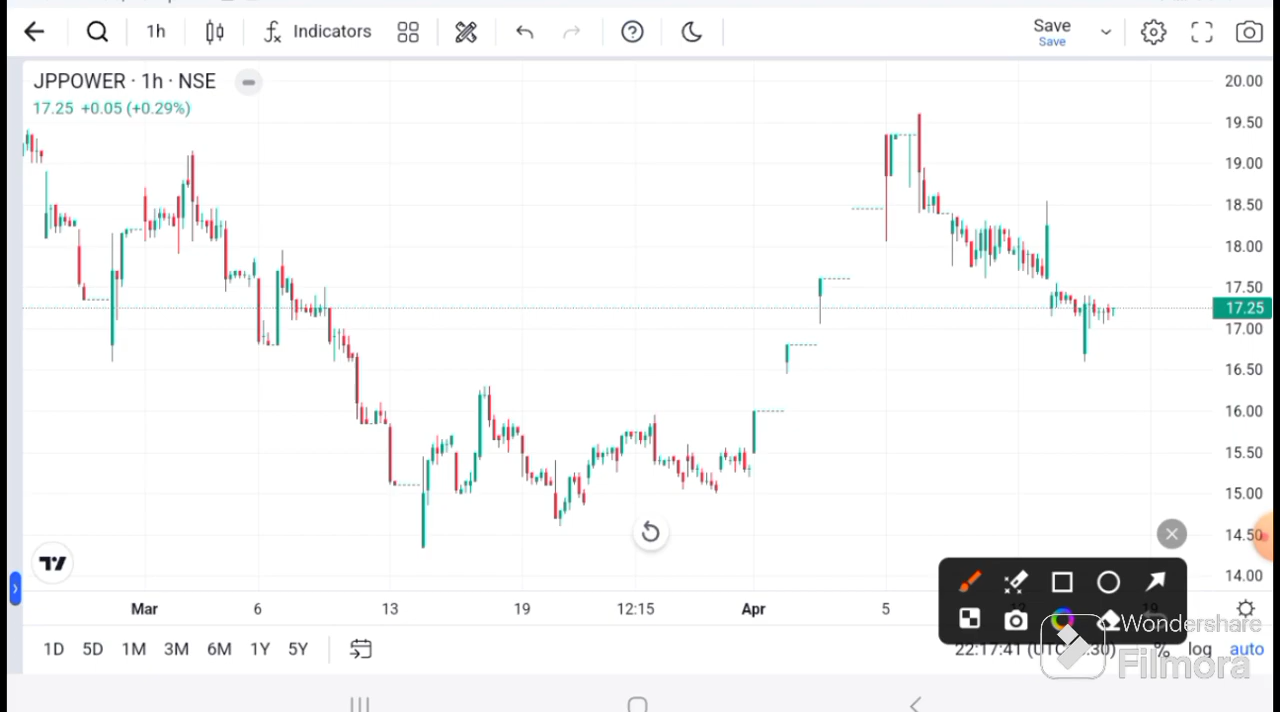 1h
Indicators
Save
Save
JPPOWER · 1h · NSE
17.25 +0.05 (+0.29%)
20.00
19.50
19.00
18.50
18.00
17.50
17.25
17.00
16.50
16.00
15.50
15.00
14.50
14.00
Mar 6 13 19 12:15 Apr 5
1D 5D 1M 3M 6M 1Y 5Y
22:17:41 % log auto
Wondershare
Filmora